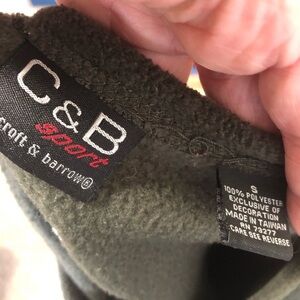 C&B
sport
croft & barrow®
S
100% POLYESTER
EXCLUSIVE OF
DECORATION
MADE IN TAIWAN
RN 73277
CARE SEE REVERSE